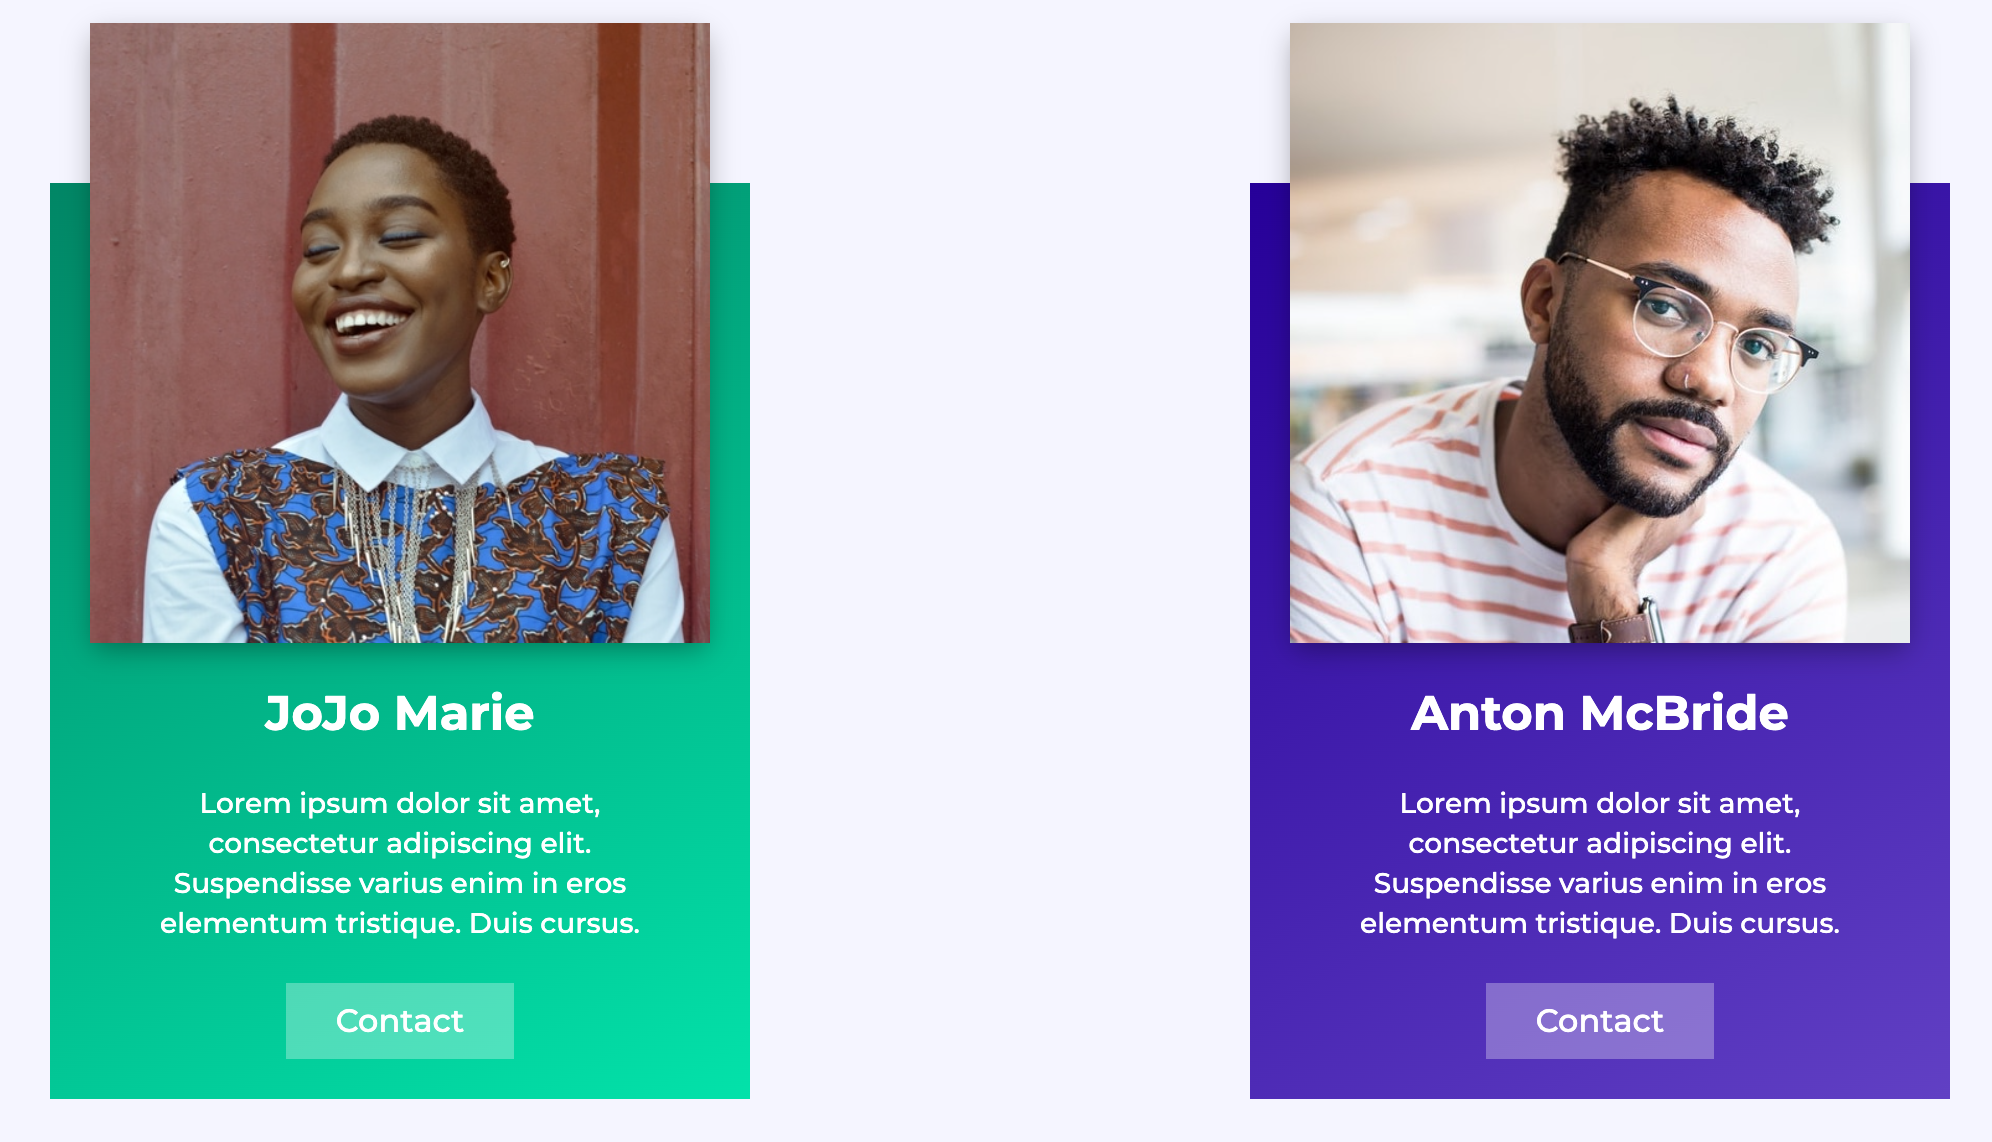 JoJo Marie
Lorem ipsum dolor sit amet,
consectetur adipiscing elit.
Suspendisse varius enim in eros
elementum tristique. Duis cursus.
Contact
Anton McBride
Lorem ipsum dolor sit amet,
consectetur adipiscing elit.
Suspendisse varius enim in eros
elementum tristique. Duis cursus.
Contact